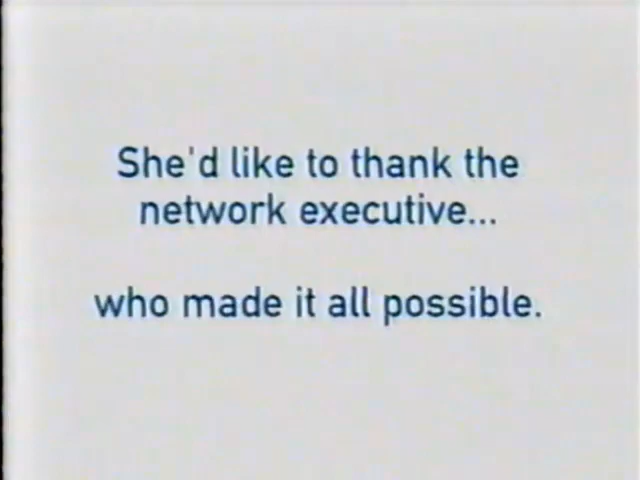 She'd like to thank the
network executive...
who made it all possible.